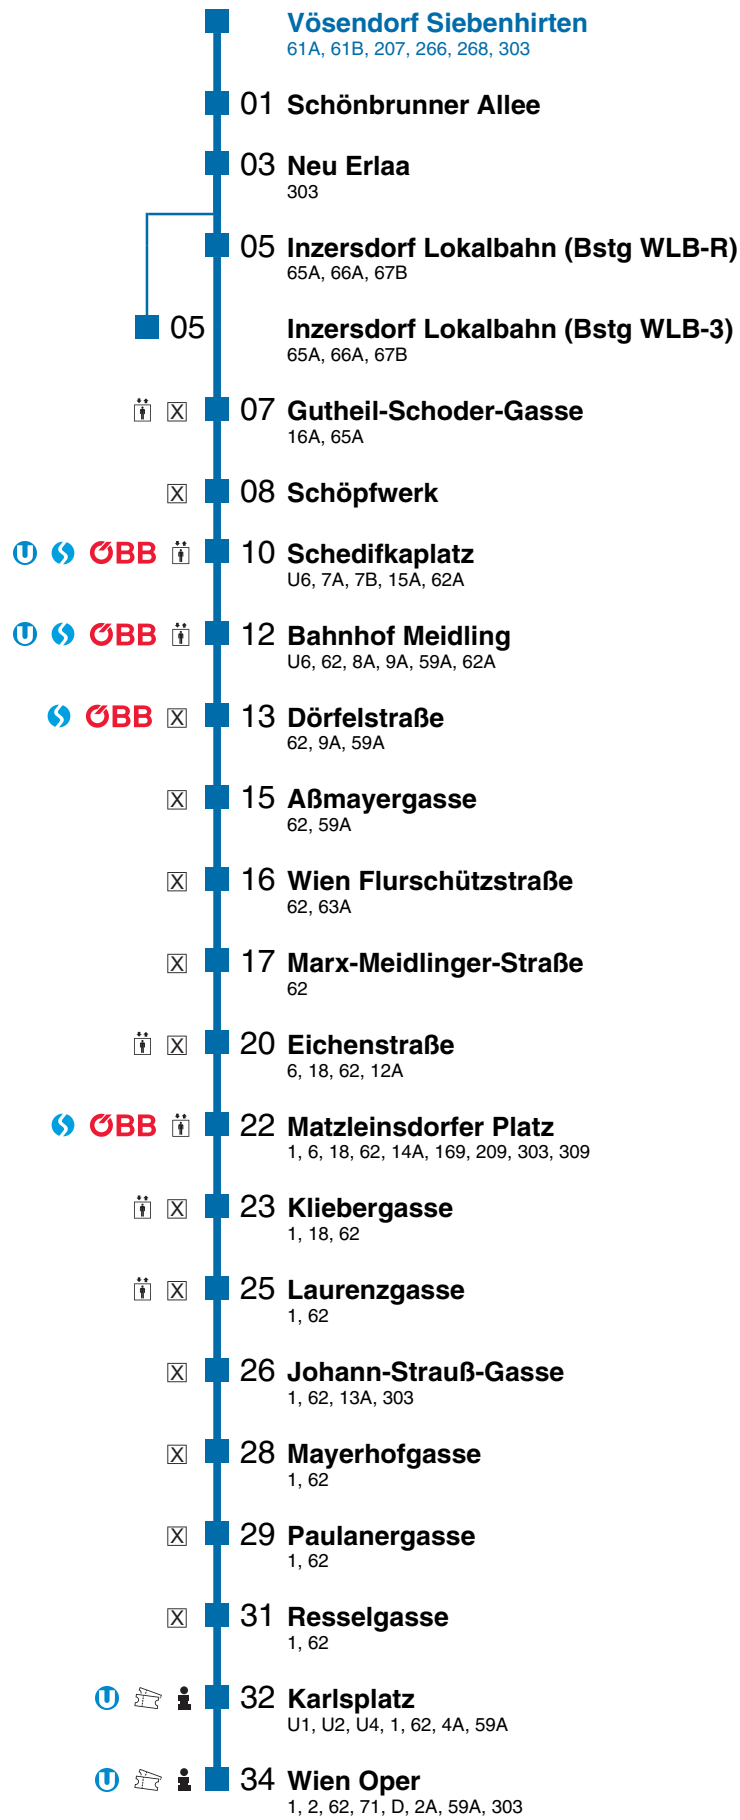 Vösendorf Siebenhirten
61A, 61B, 207, 266, 268, 303
01 Schönbrunner Allee
03 Neu Erlaa
303
05 Inzersdorf Lokalbahn (Bstg WLB-R)
65A, 66A, 67B
05 Inzersdorf Lokalbahn (Bstg WLB-3)
65A, 66A, 67B
X 07 Gutheil-Schoder-Gasse
16A, 65A
X 08 Schöpfwerk
U ÖBB 10 Schedifkaplatz
U6, 7A, 7B, 15A, 62A
U ÖBB 12 Bahnhof Meidling
U6, 62, 8A, 9A, 59A, 62A
ÖBB X 13 Dörfelstraße
62, 9A, 59A
X 15 Aßmayergasse
62, 59A
X 16 Wien Flurschützstraße
62, 63A
X 17 Marx-Meidlinger-Straße
62
X 20 Eichenstraße
6, 18, 62, 12A
ÖBB 22 Matzleinsdorfer Platz
1, 6, 18, 62, 14A, 169, 209, 303, 309
X 23 Kliebergasse
1, 18, 62
X 25 Laurenzgasse
1, 62
X 26 Johann-Strauß-Gasse
1, 62, 13A, 303
X 28 Mayerhofgasse
1, 62
X 29 Paulanergasse
1, 62
X 31 Resselgasse
1, 62
U i 32 Karlsplatz
U1, U2, U4, 1, 62, 4A, 59A
U i 34 Wien Oper
1, 2, 62, 71, D, 2A, 59A, 303